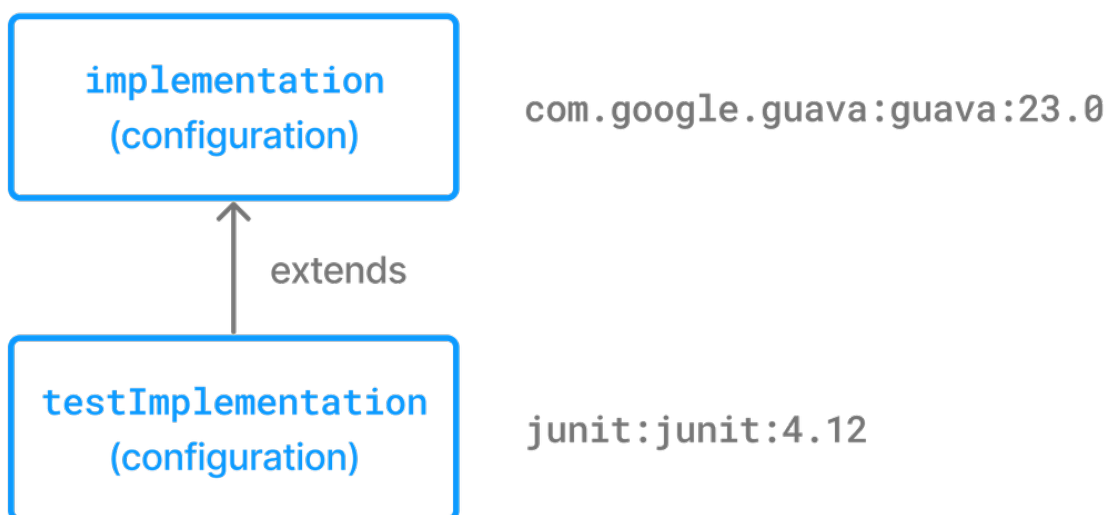 implementation
(configuration)
com.google.guava:guava:23.0
extends
testImplementation
(configuration)
junit:junit:4.12